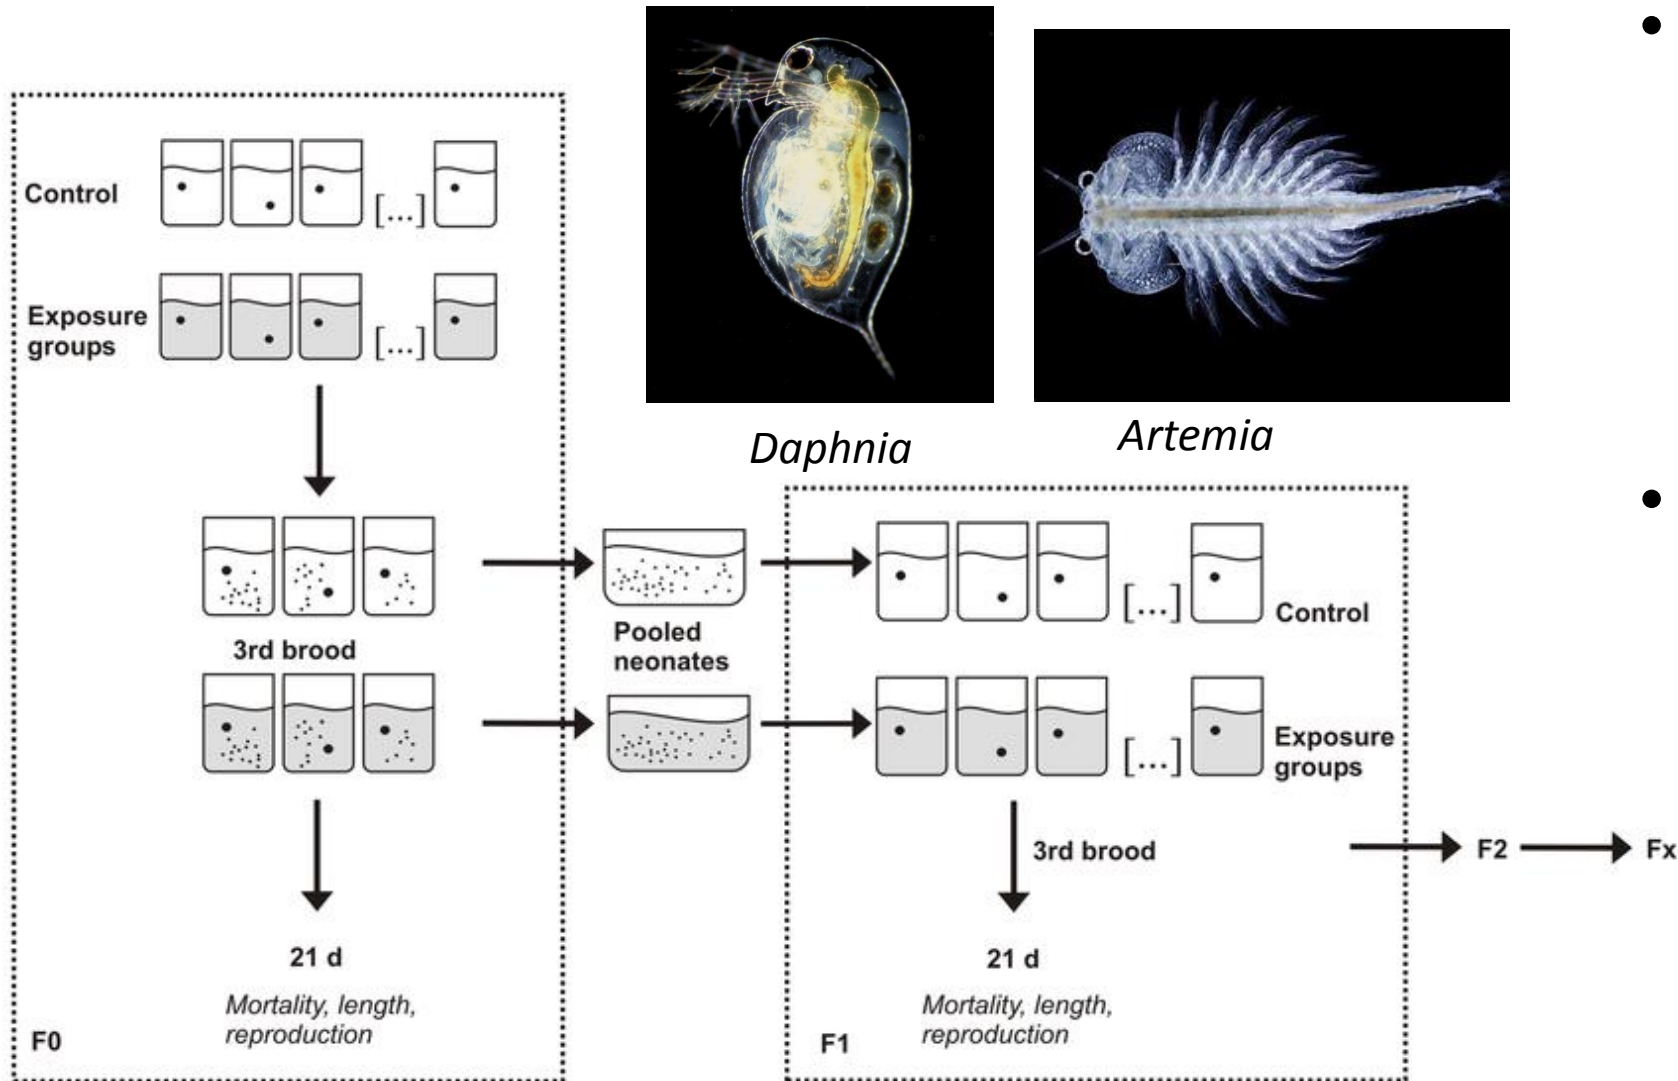 Daphnia
Artemia
Control
[...]
Exposure
groups
[...]
3rd brood
21 d
Mortality, length,
reproduction
F0
Pooled
neonates
[...]
Control
[...]
Exposure
groups
3rd brood
21 d
Mortality, length,
reproduction
F1
F2
Fx